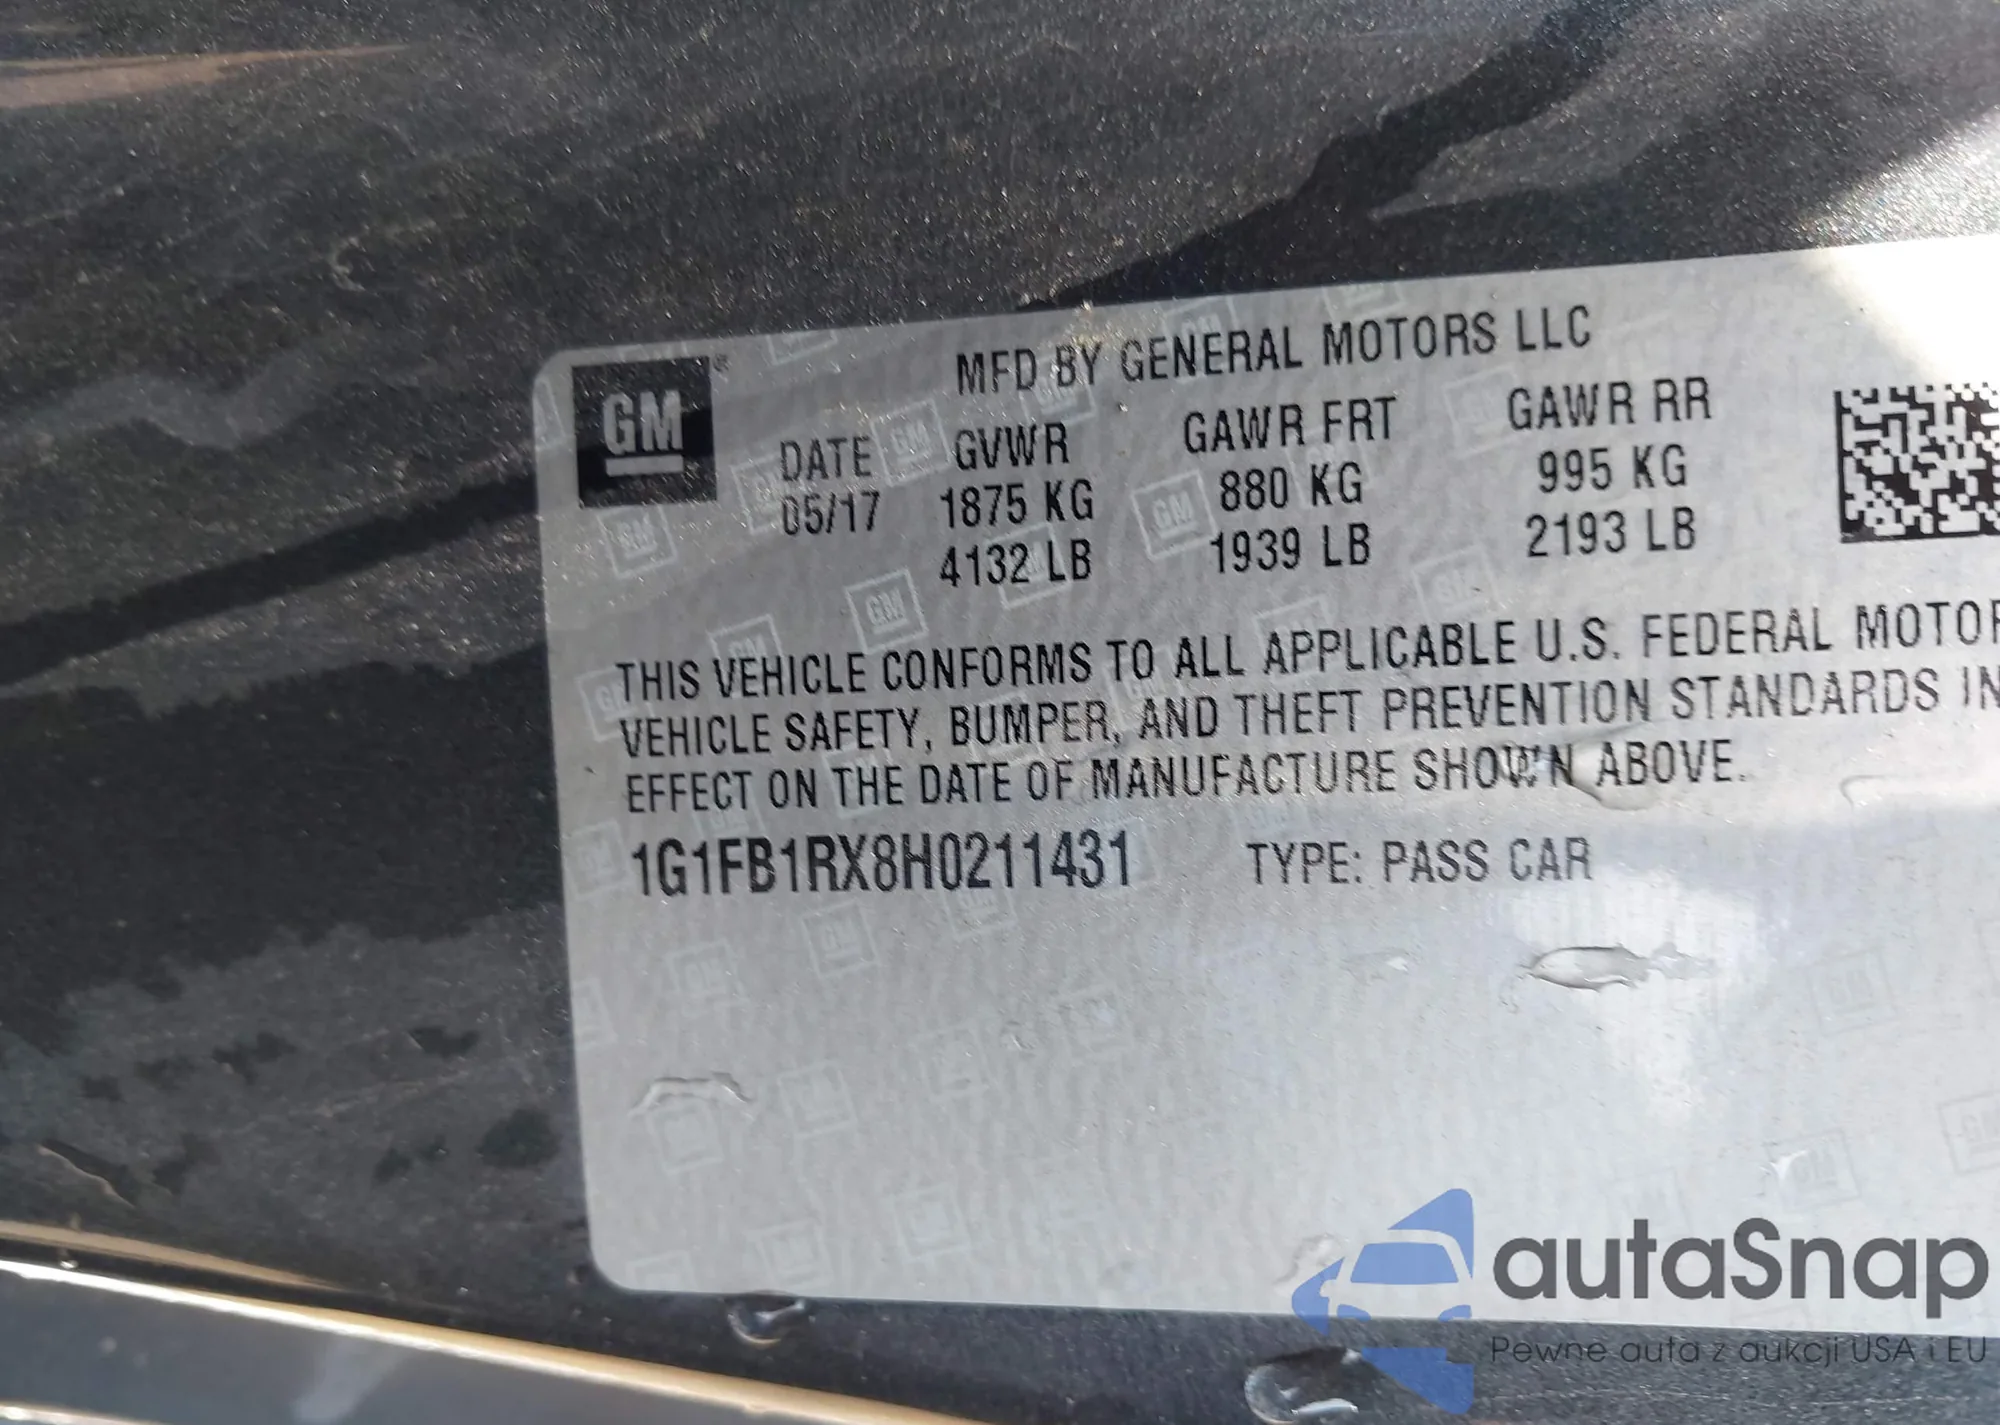 GM
MFD BY GENERAL MOTORS LLC
DATE GVWR GAWR FRT GAWR RR
05/17 1875 KG 880 KG 995 KG
4132 LB 1939 LB 2193 LB
THIS VEHICLE CONFORMS TO ALL APPLICABLE U.S. FEDERAL MOTOR
VEHICLE SAFETY, BUMPER, AND THEFT PREVENTION STANDARDS IN
EFFECT ON THE DATE OF MANUFACTURE SHOWN ABOVE.
1G1FB1RX8H0211431 TYPE: PASS CAR
autaSnap
Pewne auta z aukcji USA i EU